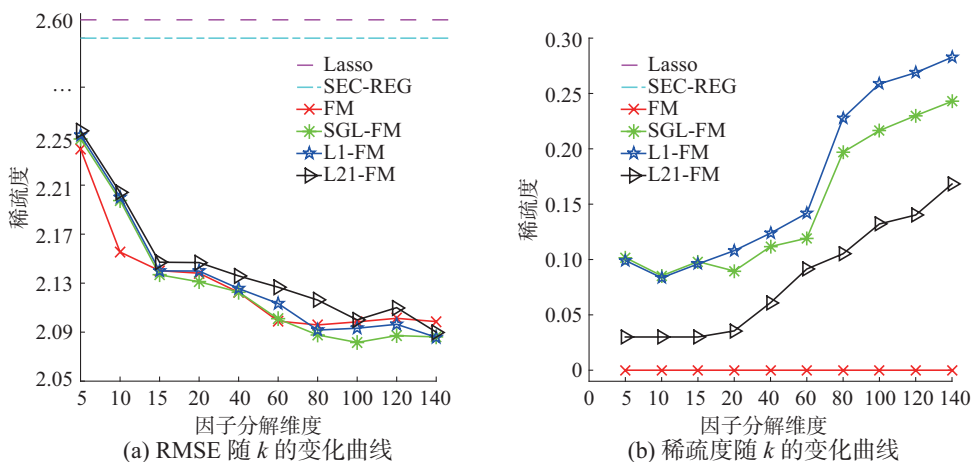 2.60
...
2.25
2.21
2.17
2.13
2.09
2.05
稀疏度
Lasso
SEC-REG
FM
SGL-FM
L1-FM
L21-FM
5 10 15 20 40 60 80 100 120 140
因子分解维度
(a) RMSE 随 k 的变化曲线
0.30
0.25
0.20
0.15
0.10
0.05
0
稀疏度
Lasso
SEC-REG
FM
SGL-FM
L1-FM
L21-FM
0 5 10 15 20 40 60 80 100 120 140
因子分解维度
(b) 稀疏度随 k 的变化曲线